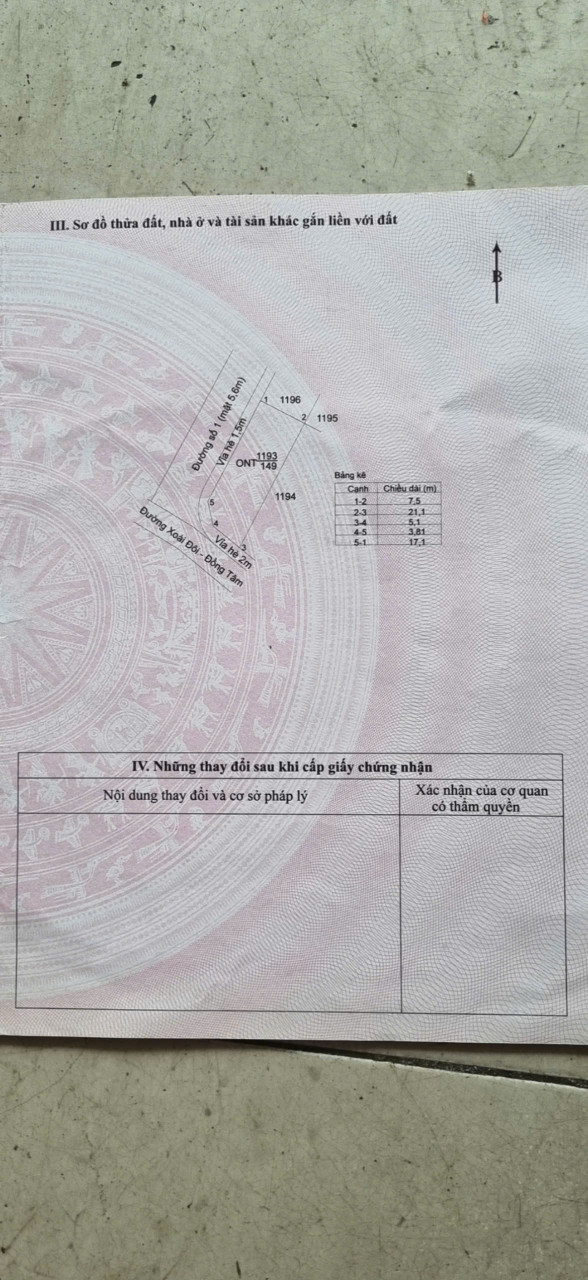 III. Sơ đồ thửa đất, nhà ở và tài sản khác gắn liền với đất
B
Đường số 1 (mặt 5,6m)
Vỉa hè 1,5m
1
1196
2
1195
ONT 1193
149
1194
5
4
3
Vỉa hè 2m
Đường Xoài Đôi - Đồng Tâm
Bảng kê
Cạnh Chiều dài (m)
1-2 7,5
2-3 21,1
3-4 5,1
4-5 3,81
5-1 17,1
IV. Những thay đổi sau khi cấp giấy chứng nhận
Nội dung thay đổi và cơ sở pháp lý
Xác nhận của cơ quan
có thẩm quyền